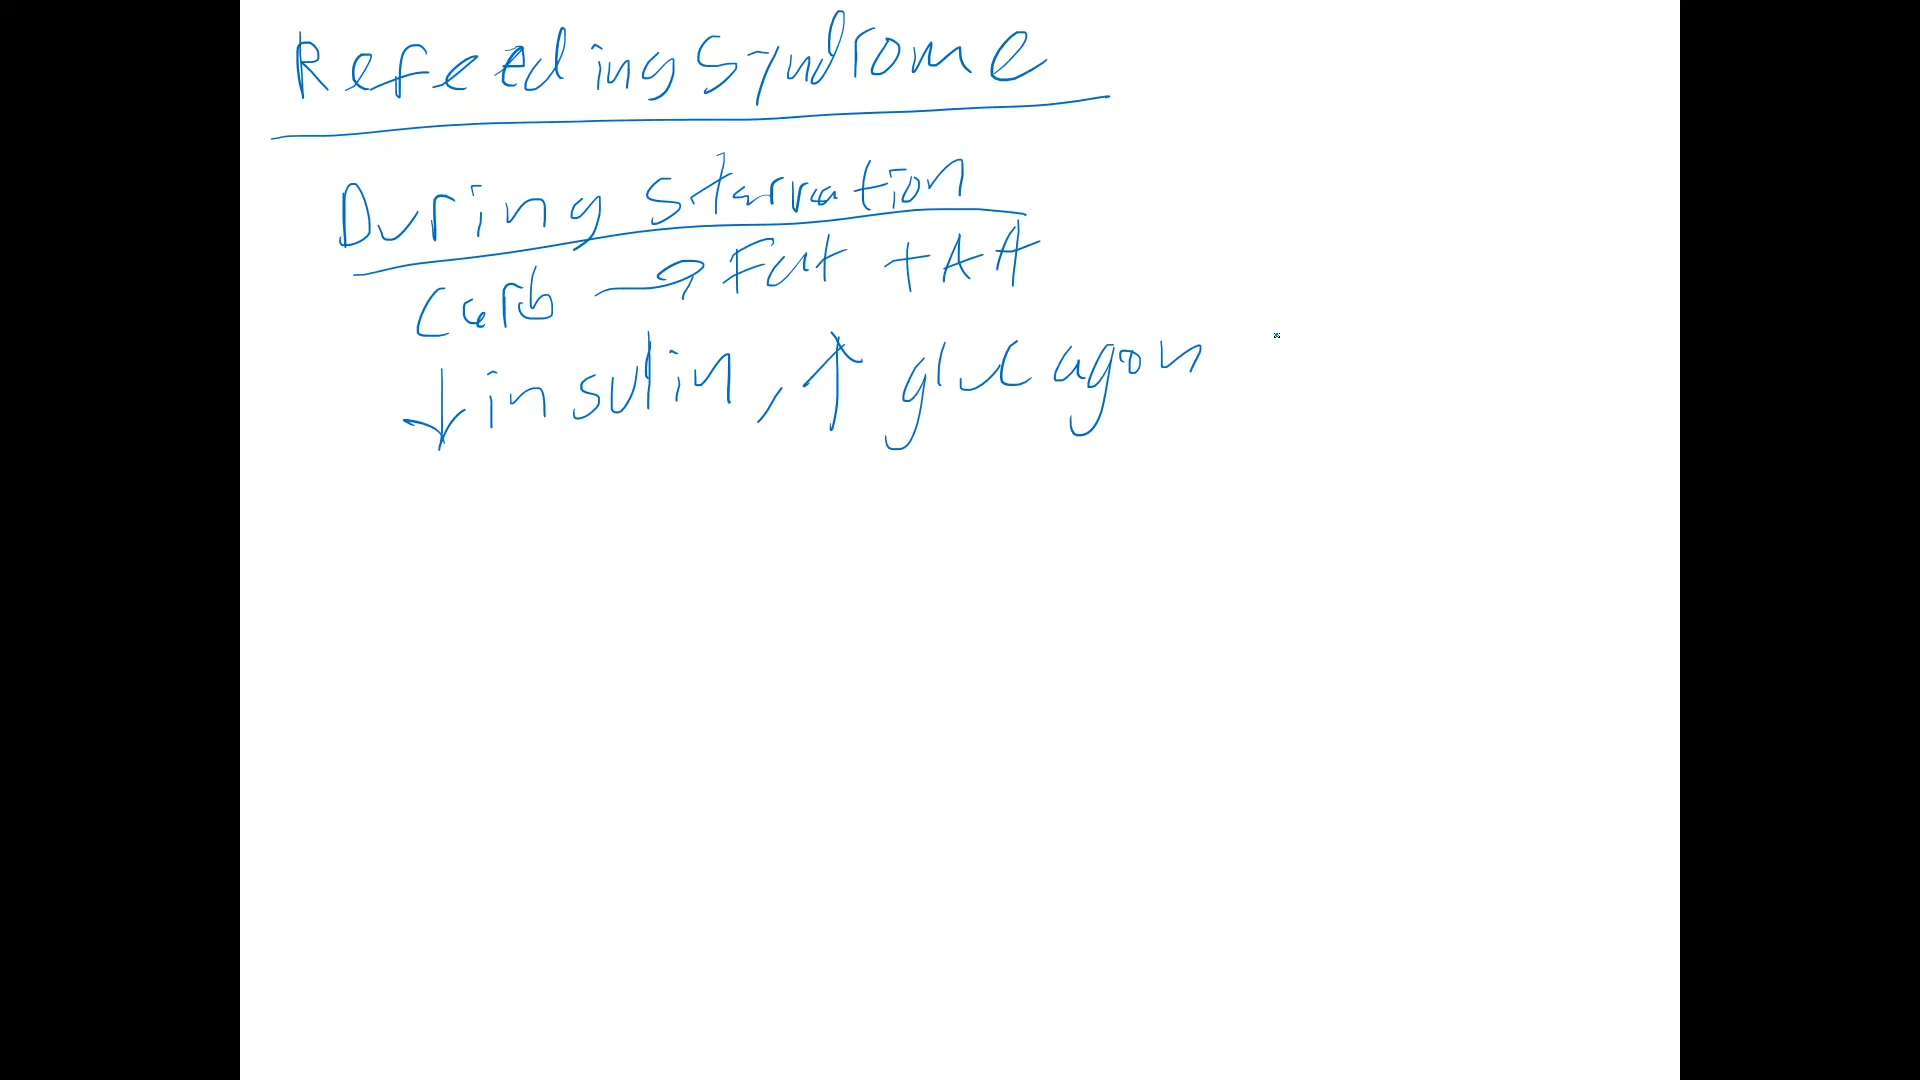 Refeeding Syndrome
During starvation
Carb → Fat + AA
↓ insulin, ↑ glucagon